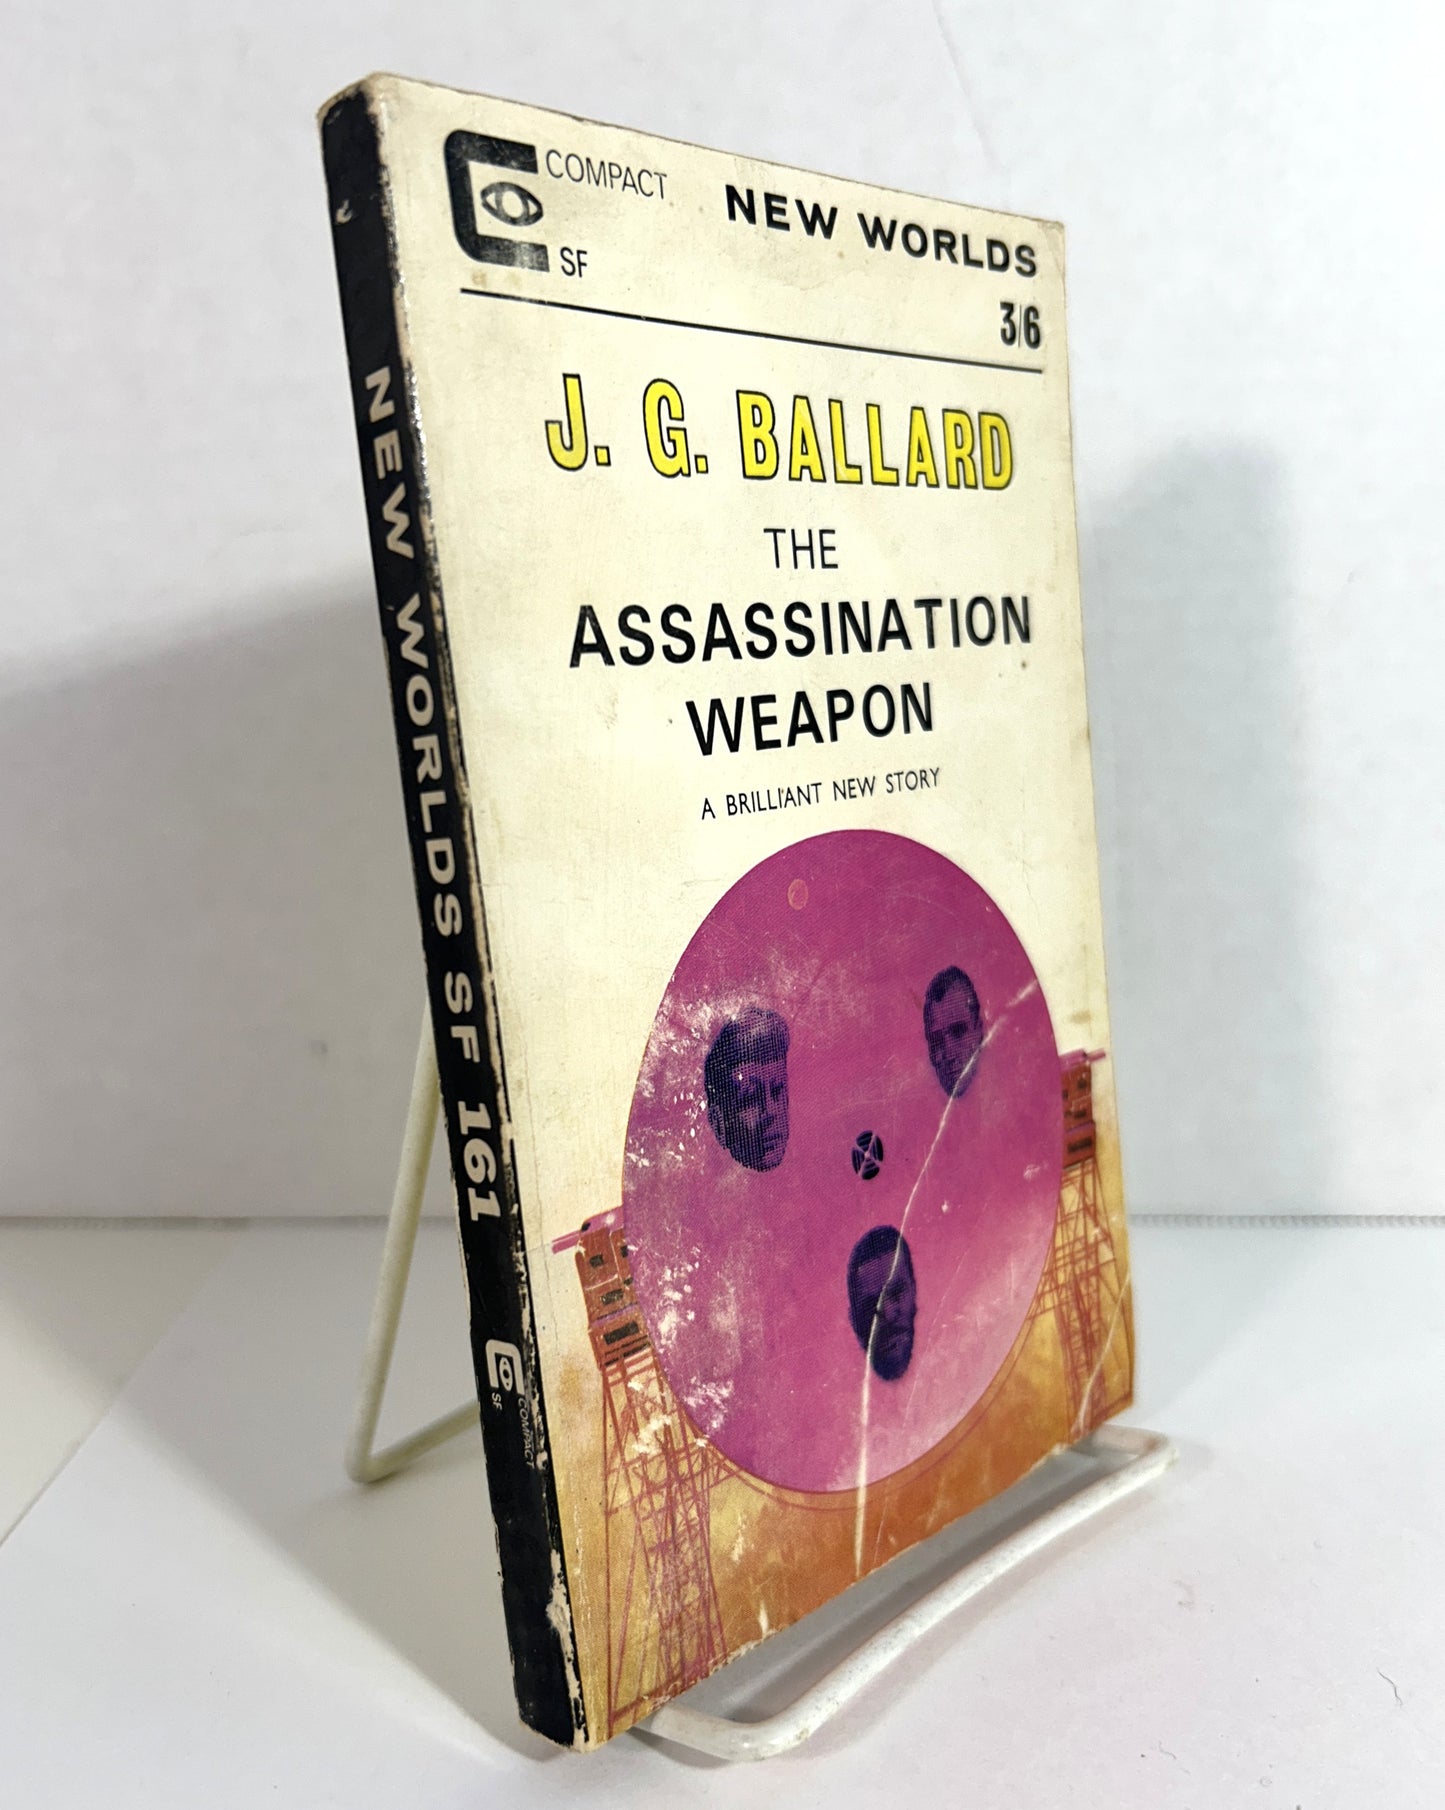 COMPACT
SF
NEW WORLDS
3/6
J. G. BALLARD
THE
ASSASSINATION
WEAPON
A BRILLIANT NEW STORY
NEW WORLDS SF 161
COMPACT
SF